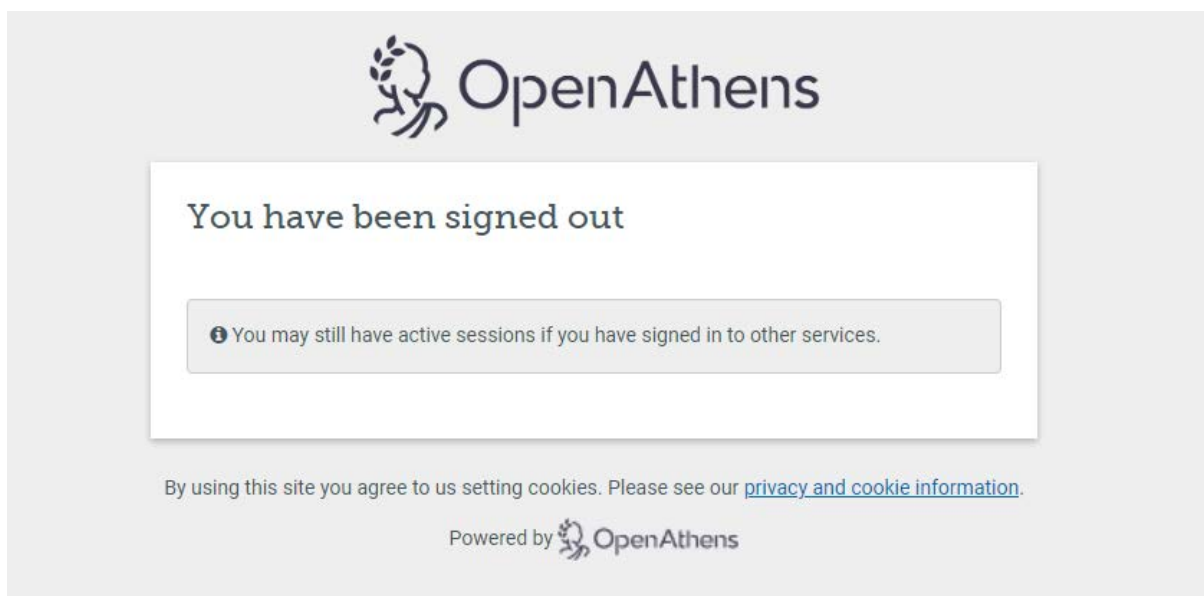 OpenAthens
You have been signed out
You may still have active sessions if you have signed in to other services.
By using this site you agree to us setting cookies. Please see our privacy and cookie information.
Powered by OpenAthens